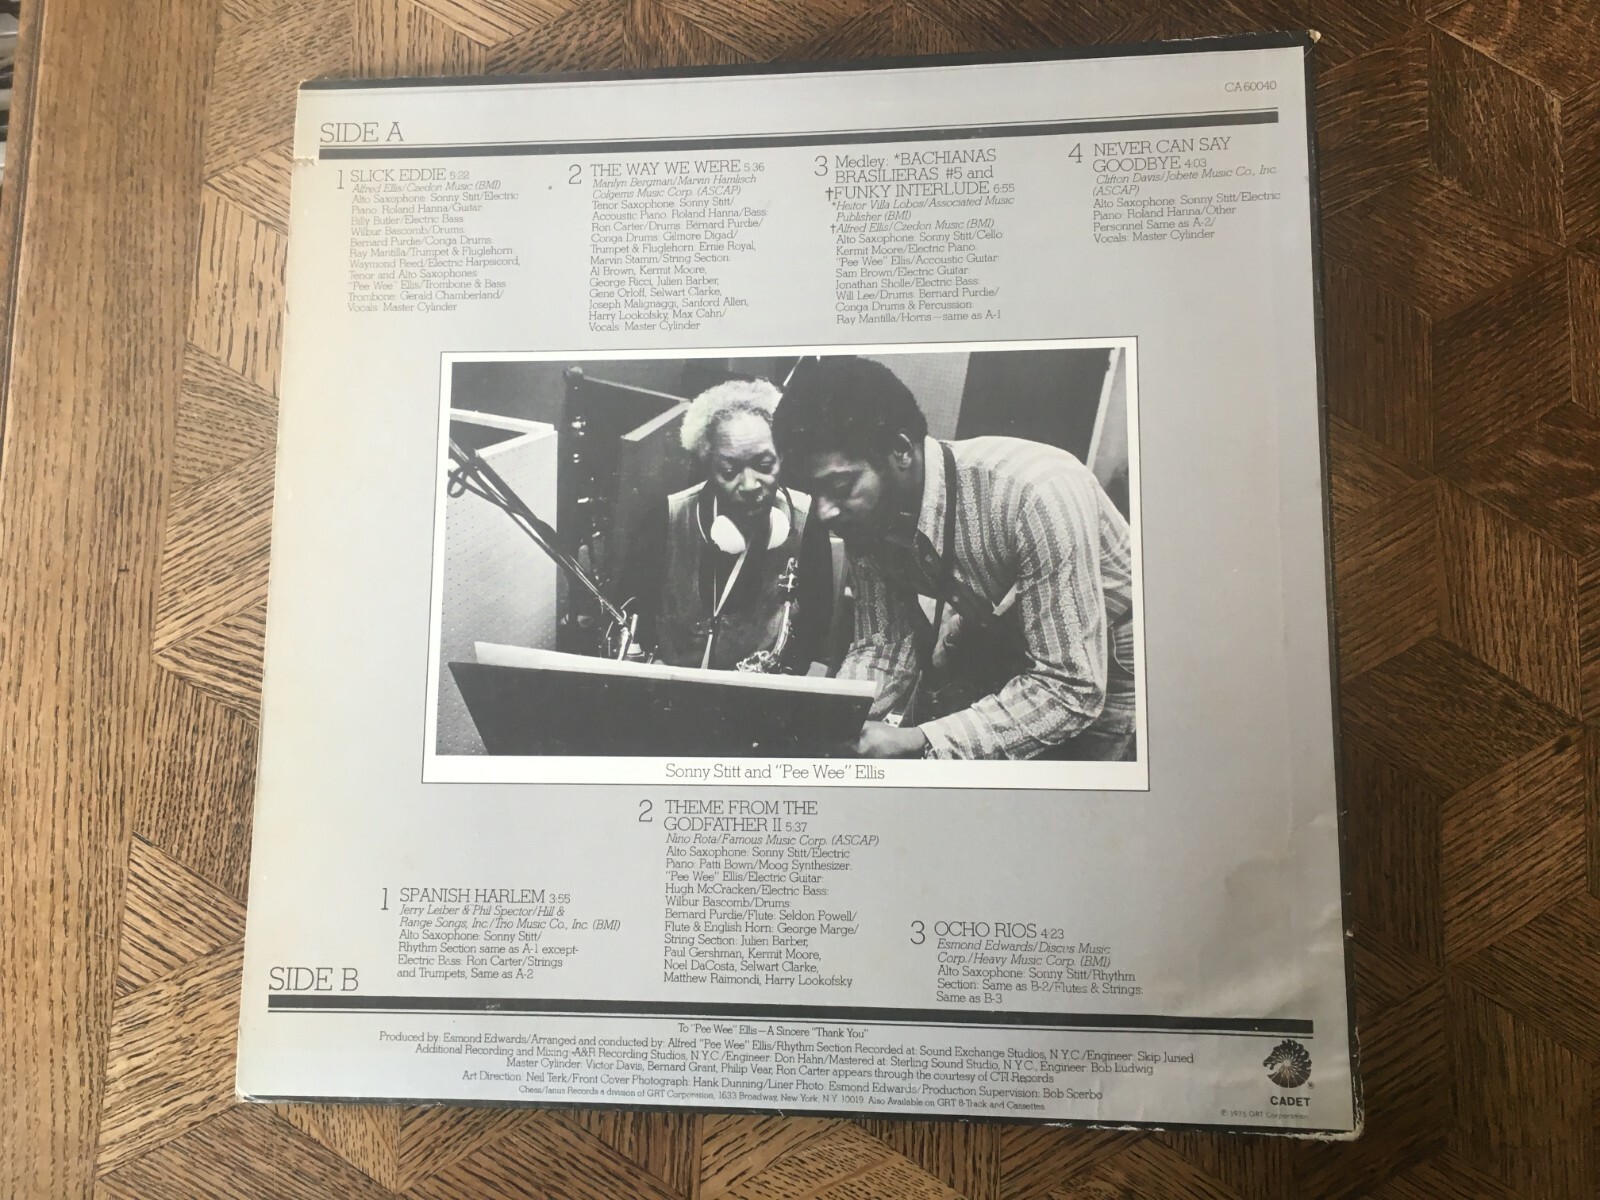 CA 60040
SIDE A
1 SLICK EDDIE 5:22
Alfred Ellis/Czedon Music (BMI)
Alto Saxophone: Sonny Stitt/Electric
Piano: Roland Hanna/Guitar:
Billy Butler/Electric Bass:
Wilbur Bascomb/Drums:
Bernard Purdie/Conga Drums:
Ray Mantilla/Trumpet & Fluglehorn:
Waymond Reed/Electric Harpsicord,
Tenor and Alto Saxophones:
"Pee Wee" Ellis/Trombone & Bass
Trombone: Gerald Chamberland/
Vocals: Master Cylinder
2 THE WAY WE WERE 5:36
Marilyn Bergman/Marvin Hamlisch
Colgems Music Corp. (ASCAP)
Tenor Saxophone: Sonny Stitt/
Accoustic Piano: Roland Hanna/Bass:
Ron Carter/Drums: Bernard Purdie/
Conga Drums: Gilmore Digad/
Trumpet & Fluglehorn: Ernie Royal,
Marvin Stamm/String Section:
Al Brown, Kermit Moore,
George Ricci, Julien Barber,
Gene Orloff, Selwart Clarke,
Joseph Malignaggi, Sanford Allen,
Harry Lookofsky, Max Cahn/
Vocals: Master Cylinder
3 Medley: *BACHIANAS
BRASILIERAS #5 and
†FUNKY INTERLUDE 6:55
*Heitor Villa Lobos/Associated Music
Publisher (BMI)
†Alfred Ellis/Czedon Music (BMI)
Alto Saxophone: Sonny Stitt/Cello:
Kermit Moore/Electric Piano:
"Pee Wee" Ellis/Accoustic Guitar:
Sam Brown/Electric Guitar:
Jonathan Sholle/Electric Bass:
Will Lee/Drums: Bernard Purdie/
Conga Drums & Percussion:
Ray Mantilla/Horns—same as A-1
4 NEVER CAN SAY
GOODBYE 4:03
Clifton Davis/Jobete Music Co., Inc.
(ASCAP)
Alto Saxophone: Sonny Stitt/Electric
Piano: Roland Hanna/Other
Personnel Same as A-2/
Vocals: Master Cylinder
Sonny Stitt and "Pee Wee" Ellis
1 SPANISH HARLEM 3:55
Jerry Leiber & Phil Spector/Hill &
Range Songs, Inc./Trio Music Co., Inc. (BMI)
Alto Saxophone: Sonny Stitt/
Rhythm Section same as A-1 except-
Electric Bass: Ron Carter/Strings
and Trumpets, Same as A-2
2 THEME FROM THE
GODFATHER II 5:37
Nino Rota/Famous Music Corp. (ASCAP)
Alto Saxophone: Sonny Stitt/Electric
Piano: Patti Bown/Moog Synthesizer:
"Pee Wee" Ellis/Electric Guitar:
Hugh McCracken/Electric Bass:
Wilbur Bascomb/Drums:
Bernard Purdie/Flute: Seldon Powell/
Flute & English Horn: George Marge/
String Section: Julien Barber,
Paul Gershman, Kermit Moore,
Noel DaCosta, Selwart Clarke,
Matthew Raimondi, Harry Lookofsky
3 OCHO RIOS 4:23
Esmond Edwards/Discus Music
Corp./Heavy Music Corp. (BMI)
Alto Saxophone: Sonny Stitt/Rhythm
Section: Same as B-2/Flutes & Strings:
Same as B-3
SIDE B
To "Pee Wee" Ellis—A Sincere "Thank You"
Produced by: Esmond Edwards/Arranged and conducted by: Alfred "Pee Wee" Ellis/Rhythm Section Recorded at: Sound Exchange Studios, N.Y.C./Engineer: Skip Juried
Additional Recording and Mixing-A&R Recording Studios, N.Y.C./Engineer: Don Hahn/Mastered at: Sterling Sound Studio, N.Y.C., Engineer: Bob Ludwig
Master Cylinder: Victor Davis, Bernard Grant, Philip Vear, Ron Carter appears through the courtesy of CTI Records
Art Direction: Neil Terk/Front Cover Photograph: Hank Dunning/Liner Photo: Esmond Edwards/Production Supervision: Bob Scerbo
Chess/Janus Records a division of GRT Corporation, 1633 Broadway, New York, N.Y. 10019. Also Available on GRT 8-Track and Cassettes
CADET
℗ 1975 GRT Corporation